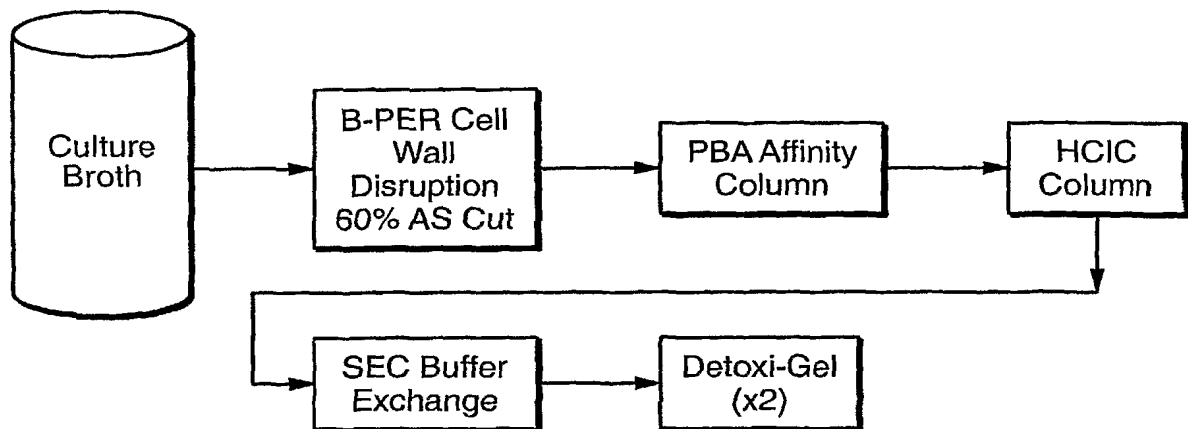 Culture
Broth
B-PER Cell
Wall
Disruption
60% AS Cut
PBA Affinity
Column
HCIC
Column
SEC Buffer
Exchange
Detoxi-Gel
(x2)